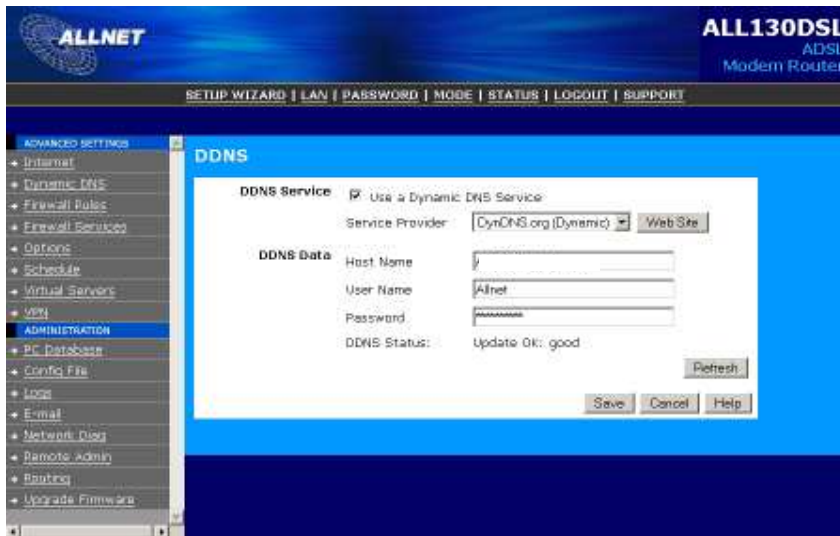 ALLNET
ALL130DSL
ADSL
Modem Router
SETUP WIZARD | LAN | PASSWORD | MODE | STATUS | LOGOUT | SUPPORT
ADVANCED SETTINGS
Internet
Dynamic DNS
Firewall Rules
Firewall Services
Options
Schedule
Virtual Servers
VPN
ADMINISTRATION
PC Database
Config File
Logs
E-mail
Network Diag
Remote Admin
Routing
Upgrade Firmware
DDNS
DDNS Service
Use a Dynamic DNS Service
Service Provider
DynDNS.org (Dynamic)
Web Site
DDNS Data
Host Name
User Name
Allnet
Password
DDNS Status:
Update OK: good
Refresh
Save
Cancel
Help